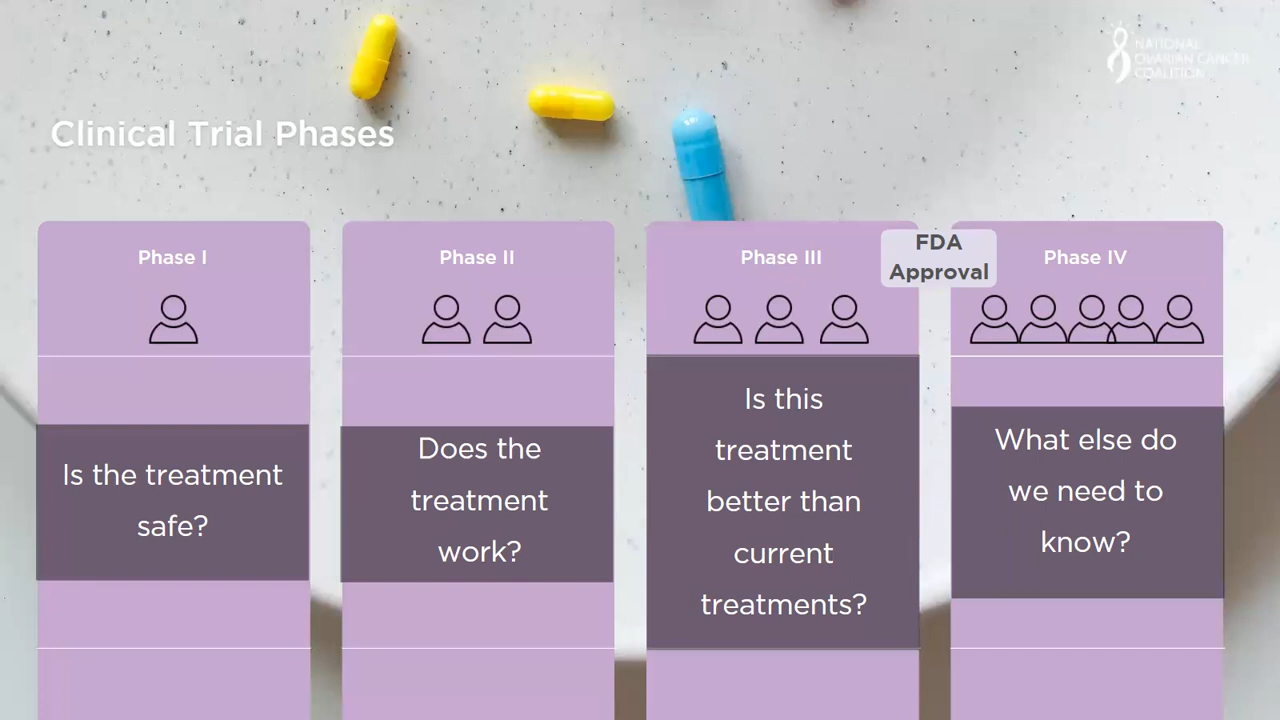 NATIONAL
OVARIAN CANCER
COALITION
Clinical Trial Phases
Phase I
Phase II
Phase III
FDA
Approval
Phase IV
Is the treatment
safe?
Does the
treatment
work?
Is this
treatment
better than
current
treatments?
What else do
we need to
know?